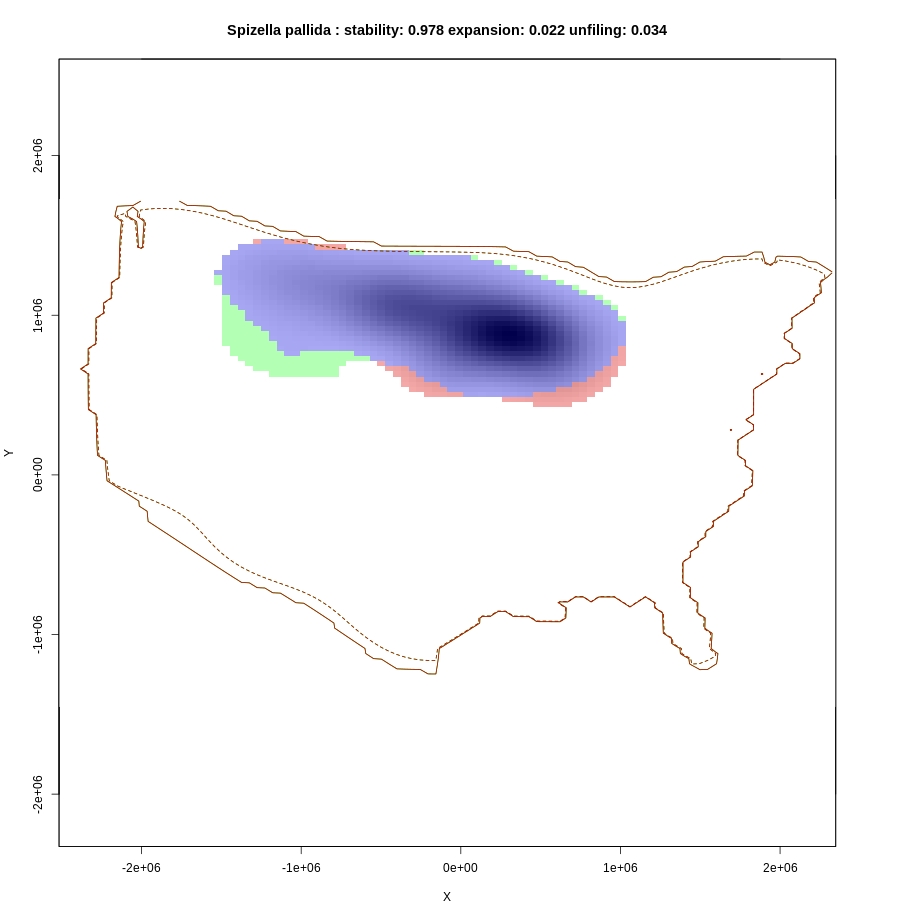 Spizella pallida : stability: 0.978 expansion: 0.022 unfiling: 0.034
2e+06
1e+06
0e+00
-1e+06
-2e+06
Y
-2e+06 -1e+06 0e+00 1e+06 2e+06
X